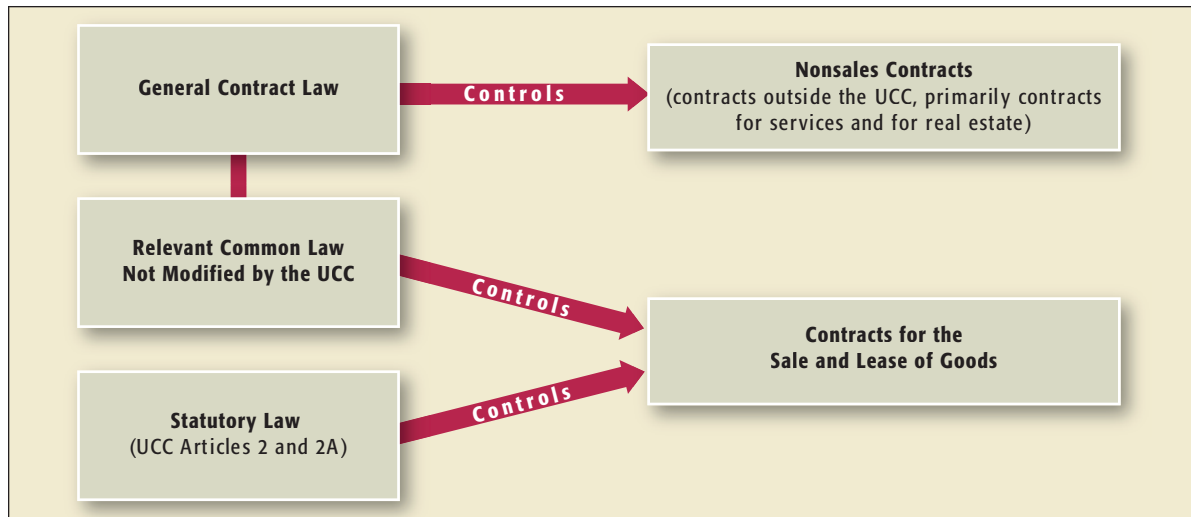 General Contract Law
Controls
Nonsales Contracts
(contracts outside the UCC, primarily contracts
for services and for real estate)
Relevant Common Law
Not Modified by the UCC
Controls
Contracts for the
Sale and Lease of Goods
Statutory Law
(UCC Articles 2 and 2A)
Controls